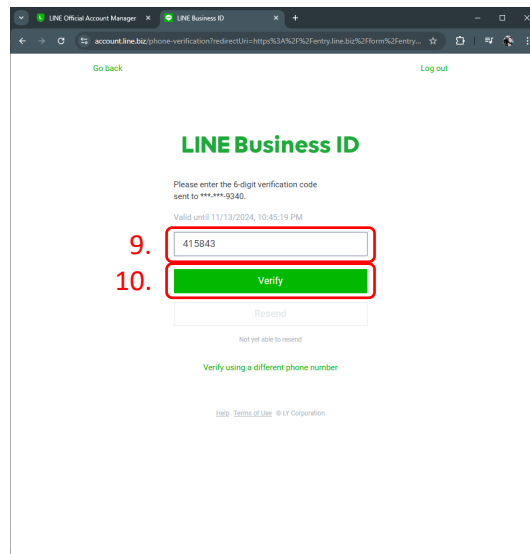 LINE Official Account Manager
LINE Business ID
account.line.biz/phone-verification?redirectUri=https%3A%2F%2Fentry.line.biz%2Fform%2Fentry...
Go back
Log out
LINE Business ID
Please enter the 6-digit verification code
sent to ***-***-9340.
Valid until 11/13/2024, 10:45:19 PM
9.
415843
10.
Verify
Resend
Not yet able to resend
Verify using a different phone number
Help Terms of Use © LY Corporation